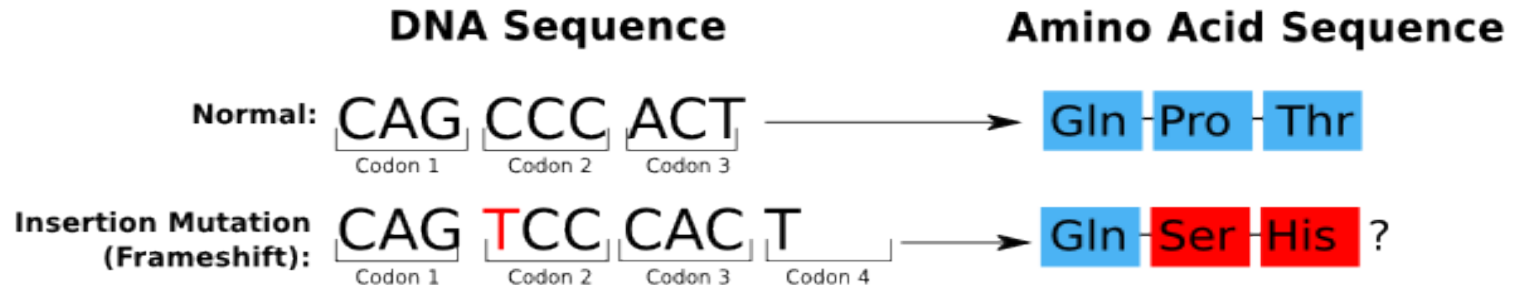 DNA Sequence Amino Acid Sequence
Normal: CAG CCC ACT Gln Pro Thr
Codon 1 Codon 2 Codon 3
Insertion Mutation
(Frameshift): CAG TCC CAC T Gln Ser His ?
Codon 1 Codon 2 Codon 3 Codon 4